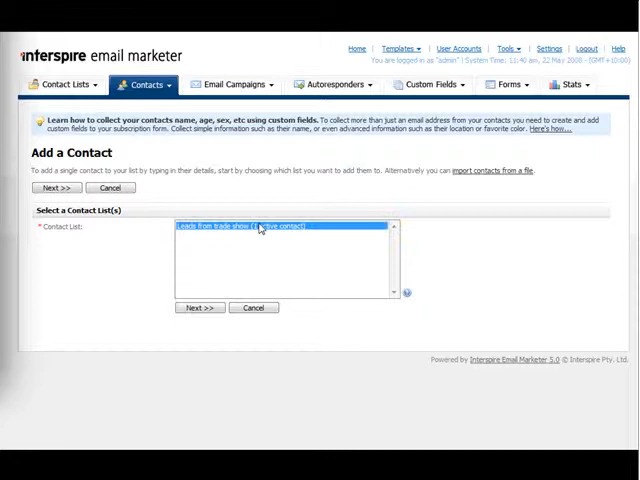 interspire email marketer
Home Templates User Accounts Tools Settings Logout Help
You are logged in as "admin" | System Time: 11:40 am, 22 May 2008 - (GMT+10:00)
Contact Lists Contacts Email Campaigns Autoresponders Custom Fields Forms Stats
Learn how to collect your contacts name, age, sex, etc using custom fields. To collect more than just an email address from your contacts you need to create and add
custom fields to your subscription form. Collect simple information such as their name, or even advanced information such as their location or favorite color. Here's how...
Add a Contact
To add a single contact to your list by typing in their details, start by choosing which list you want to add them to. Alternatively you can import contacts from a file.
Next >> Cancel
Select a Contact List(s)
* Contact List: Leads from trade show (1 active contact)
Next >> Cancel
Powered by Interspire Email Marketer 5.0 © Interspire Pty. Ltd.